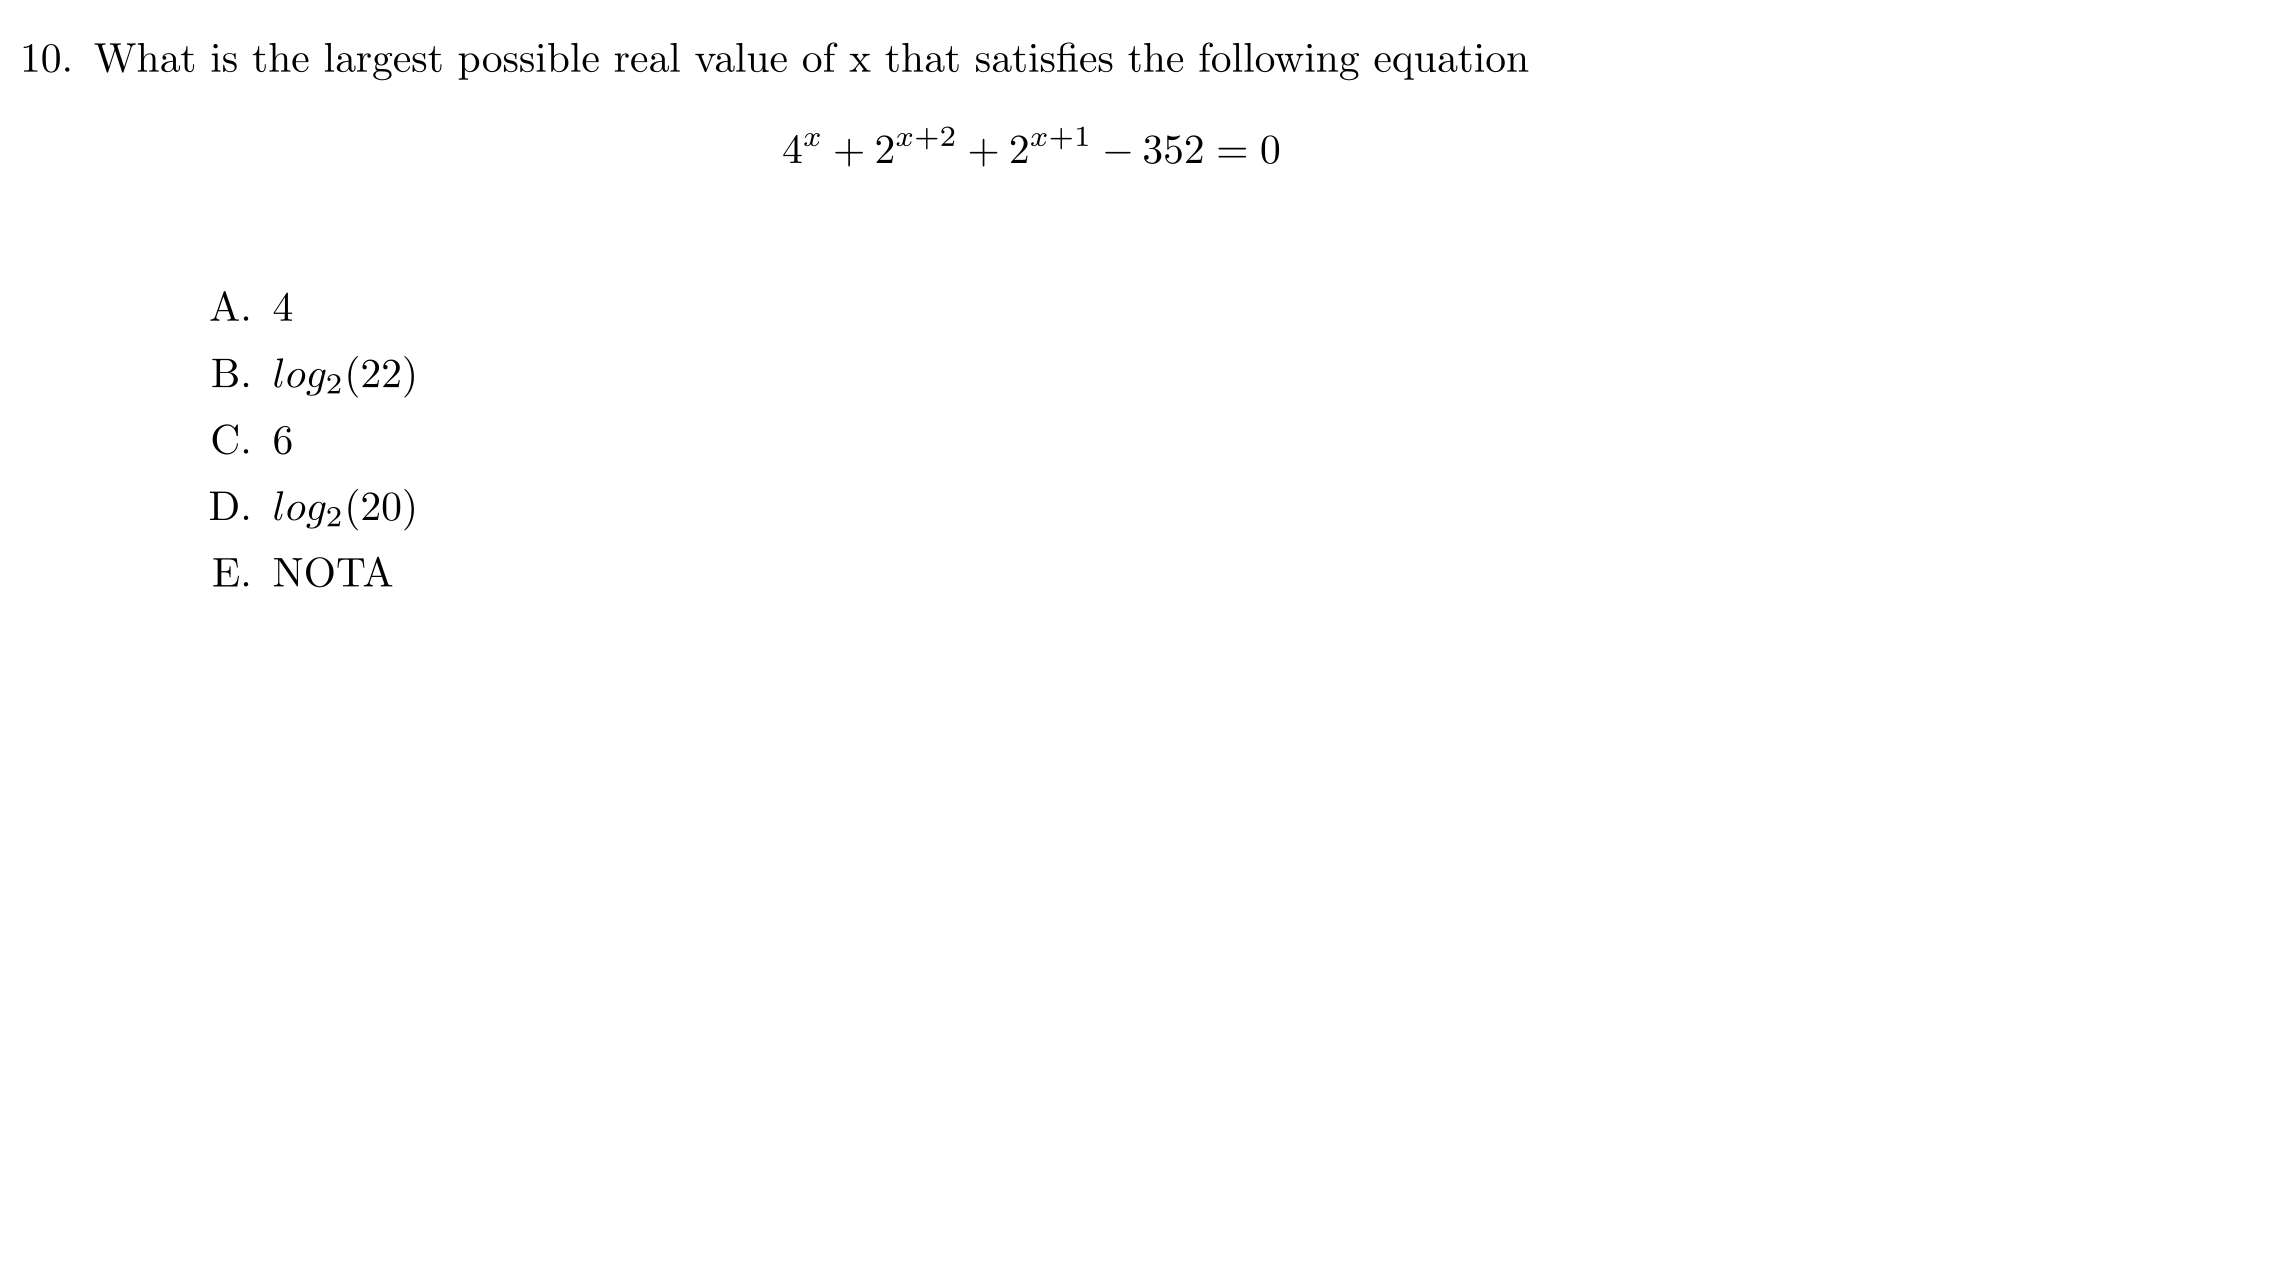 10. What is the largest possible real value of x that satisfies the following equation
4^x + 2^{x+2} + 2^{x+1} − 352 = 0
A. 4
B. log_2(22)
C. 6
D. log_2(20)
E. NOTA